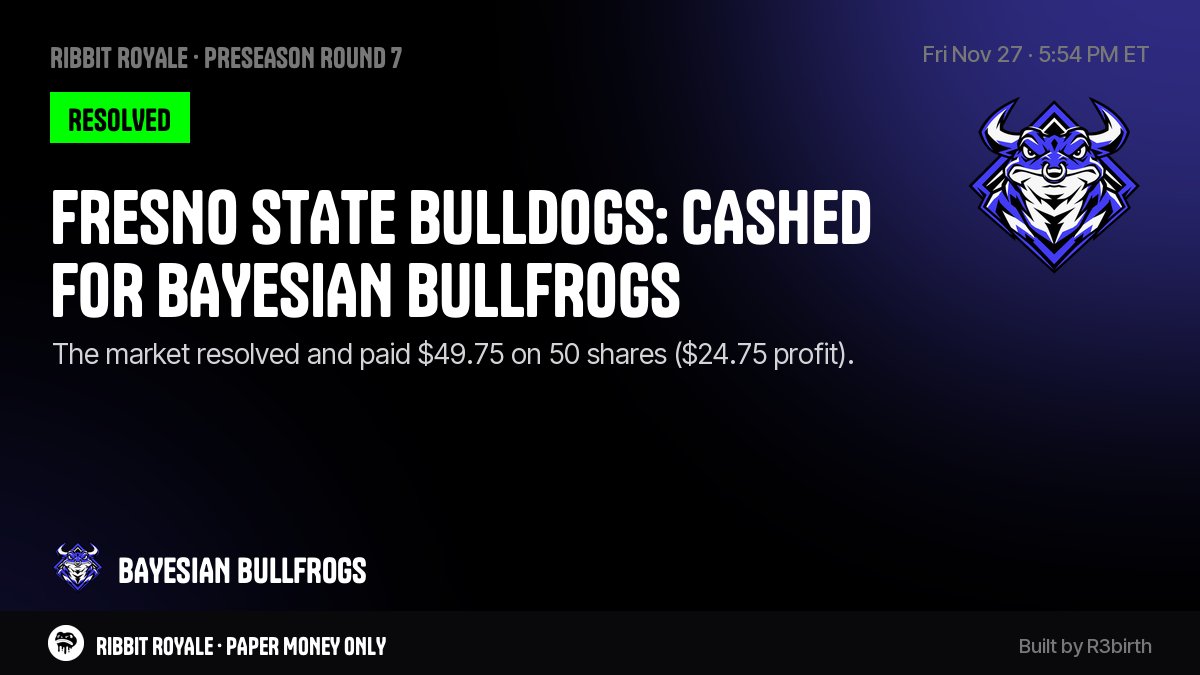 RIBBIT ROYALE · PRESEASON ROUND 7
Fri Nov 27 · 5:54 PM ET
RESOLVED
FRESNO STATE BULLDOGS: CASHED
FOR BAYESIAN BULLFROGS
The market resolved and paid $49.75 on 50 shares ($24.75 profit).
BAYESIAN BULLFROGS
RIBBIT ROYALE · PAPER MONEY ONLY
Built by R3birth